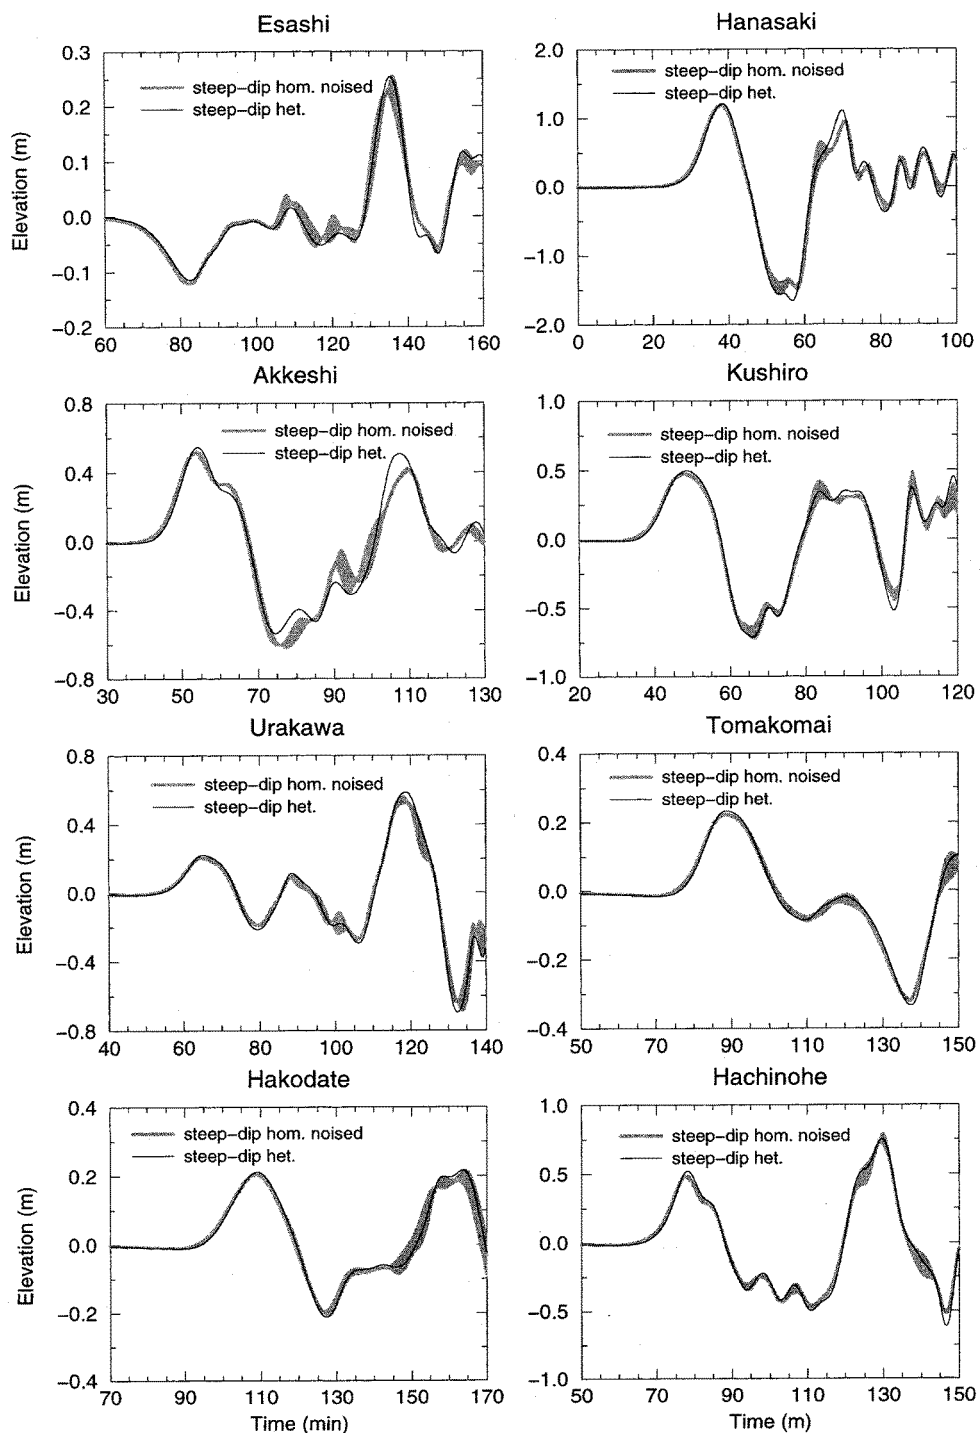 Esashi
0.3
0.2
0.1
0.0
−0.1
−0.2
Elevation (m)
steep−dip hom. noised
steep−dip het.
60 80 100 120 140 160
Hanasaki
2.0
1.0
0.0
−1.0
−2.0
steep−dip hom. noised
steep−dip het.
0 20 40 60 80 100
Akkeshi
0.8
0.4
0.0
−0.4
−0.8
Elevation (m)
steep−dip hom. noised
steep−dip het.
30 50 70 90 110 130
Kushiro
1.0
0.5
0.0
−0.5
−1.0
steep−dip hom. noised
steep−dip het.
20 40 60 80 100 120
Urakawa
0.8
0.4
0.0
−0.4
−0.8
Elevation (m)
steep−dip hom. noised
steep−dip het.
40 60 80 100 120 140
Tomakomai
0.4
0.2
0.0
−0.2
−0.4
steep−dip hom. noised
steep−dip het.
50 70 90 110 130 150
Hakodate
0.4
0.2
0.0
−0.2
−0.4
Elevation (m)
steep−dip hom. noised
steep−dip het.
70 90 110 130 150 170
Time (min)
Hachinohe
1.0
0.5
0.0
−0.5
−1.0
steep−dip hom. noised
steep−dip het.
50 70 90 110 130 150
Time (m)